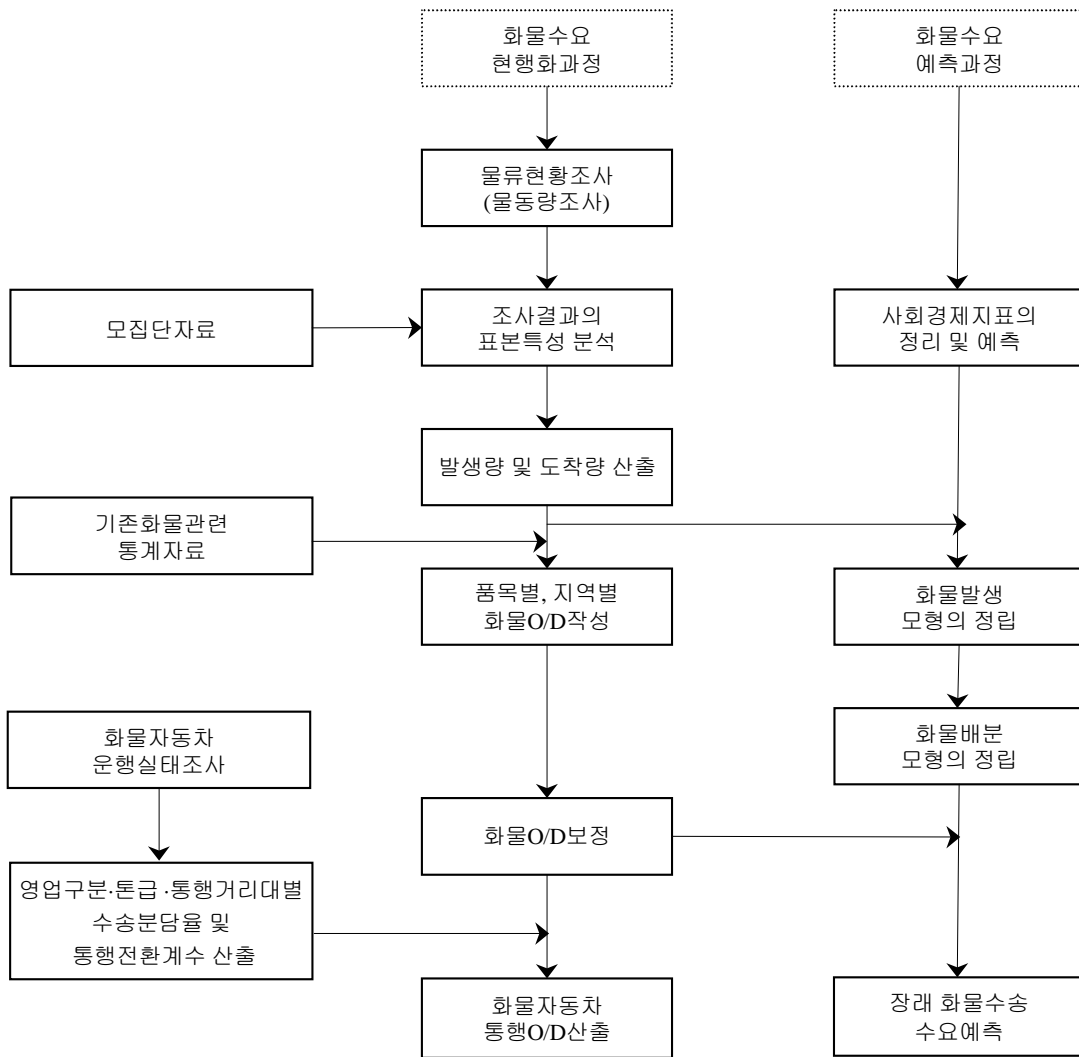 화물수요
현행화과정
화물수요
예측과정
물류현황조사
(물동량조사)
모집단자료
조사결과의
표본특성 분석
사회경제지표의
정리 및 예측
발생량 및 도착량 산출
기존화물관련
통계자료
품목별, 지역별
화물O/D작성
화물발생
모형의 정립
화물자동차
운행실태조사
화물배분
모형의 정립
화물O/D보정
영업구분·톤급 ·통행거리대별
수송분담율 및
통행전환계수 산출
화물자동차
통행O/D산출
장래 화물수송
수요예측